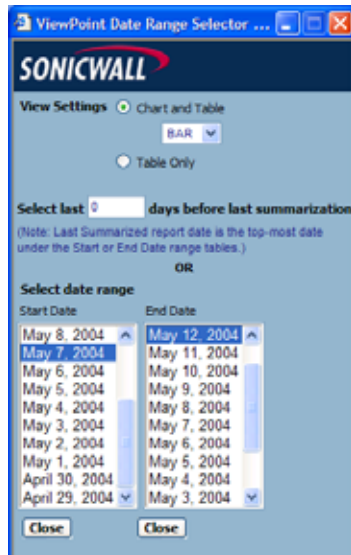 ViewPoint Date Range Selector ...
SONICWALL
View Settings Chart and Table
BAR
Table Only
Select last 0 days before last summarization
(Note: Last Summarized report date is the top-most date
under the Start or End Date range tables.)
OR
Select date range
Start Date End Date
May 8, 2004 May 12, 2004
May 7, 2004 May 11, 2004
May 6, 2004 May 10, 2004
May 5, 2004 May 9, 2004
May 4, 2004 May 8, 2004
May 3, 2004 May 7, 2004
May 2, 2004 May 6, 2004
May 1, 2004 May 5, 2004
April 30, 2004 May 4, 2004
April 29, 2004 May 3, 2004
Close Close